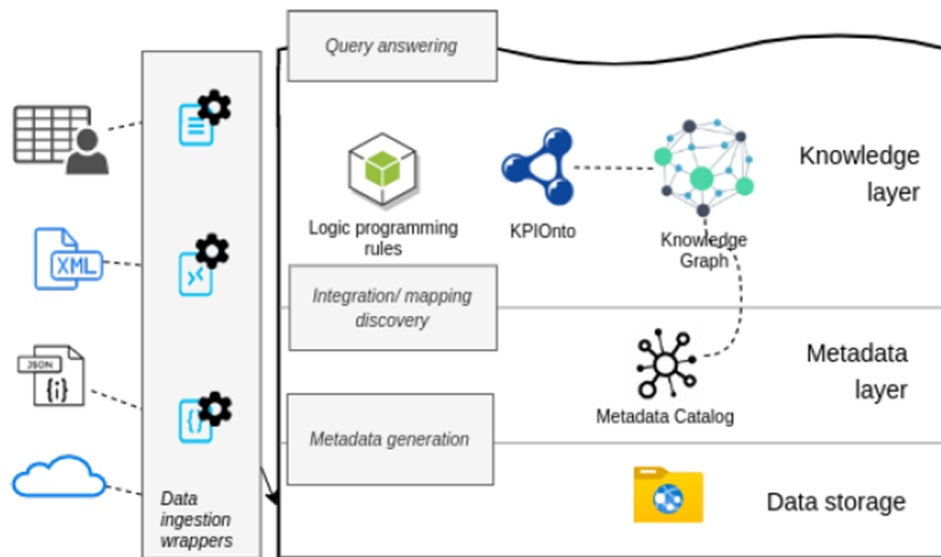 Query answering
Knowledge
layer
Logic programming
rules
KPIOnto
Knowledge
Graph
XML
Integration/ mapping
discovery
Metadata
layer
JSON
{i}
Metadata Catalog
{}
Metadata generation
Data
ingestion
wrappers
Data storage